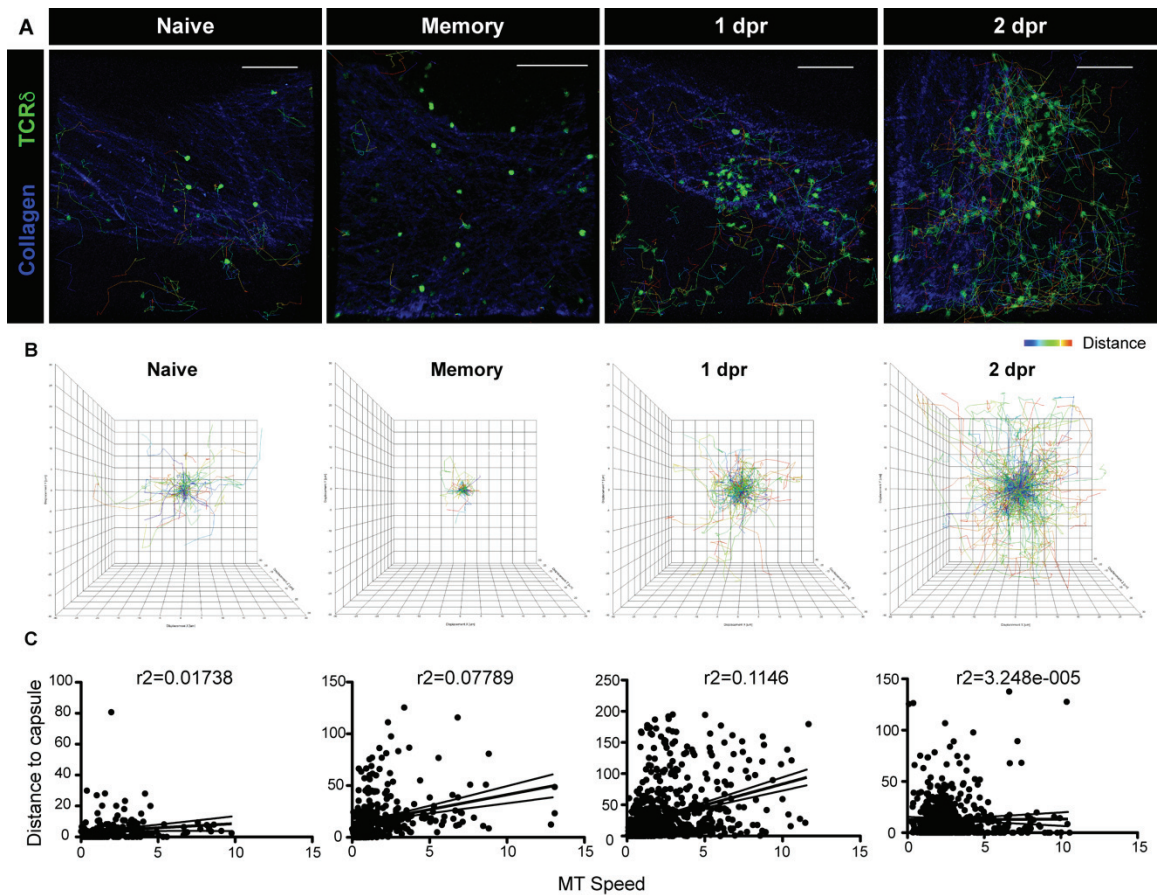 A
Naive Memory 1 dpr 2 dpr
Collagen TCRδ
Distance
B
Naive Memory 1 dpr 2 dpr
C
r2=0.01738 r2=0.07789 r2=0.1146 r2=3.248e-005
Distance to capsule
100 80 60 40 20 0
0 5 10 15
150 100 50 0
0 5 10 15
250 200 150 100 50 0
0 5 10 15
150 100 50 0
0 5 10 15
MT Speed